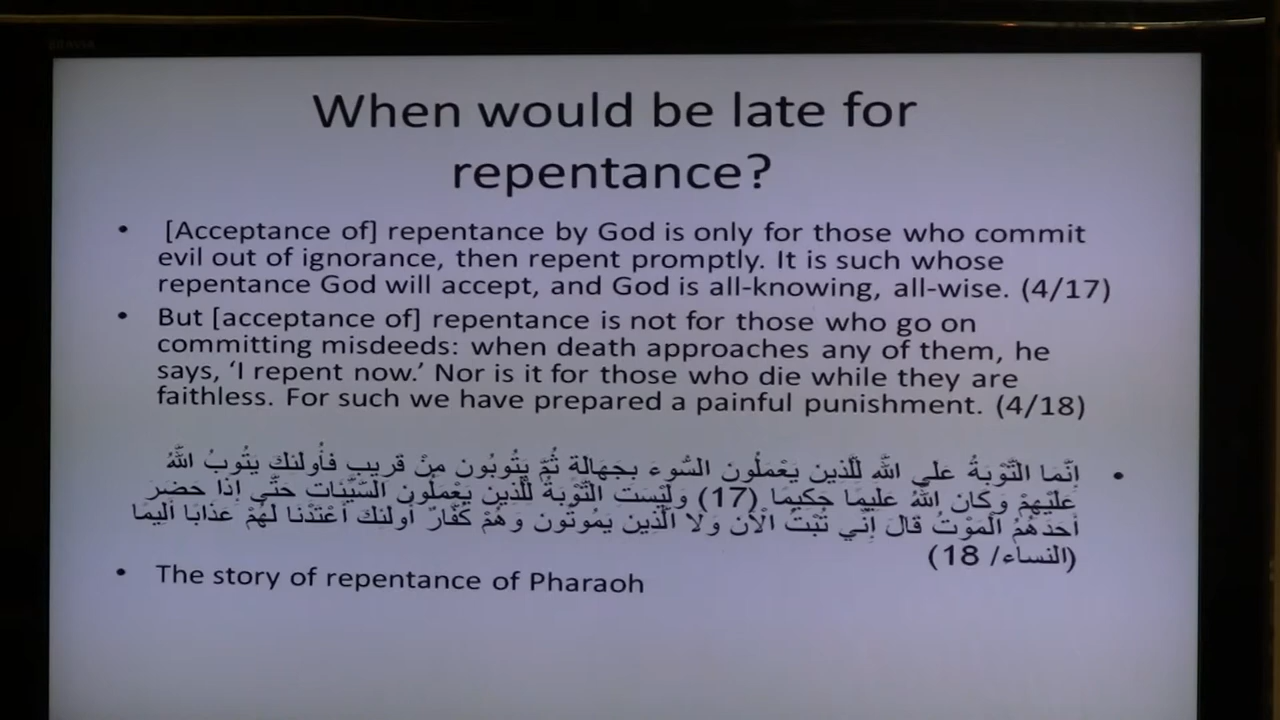 BRAVIA
When would be late for
repentance?
• [Acceptance of] repentance by God is only for those who commit
evil out of ignorance, then repent promptly. It is such whose
repentance God will accept, and God is all-knowing, all-wise. (4/17)
• But [acceptance of] repentance is not for those who go on
committing misdeeds: when death approaches any of them, he
says, ‘I repent now.’ Nor is it for those who die while they are
faithless. For such we have prepared a painful punishment. (4/18)
• إِنَّمَا التَّوْبَةُ عَلَى اللَّهِ لِلَّذِينَ يَعْمَلُونَ السُّوءَ بِجَهَالَةٍ ثُمَّ يَتُوبُونَ مِنْ قَرِيبٍ فَأُولَئِكَ يَتُوبُ اللَّهُ
عَلَيْهِمْ وَكَانَ اللَّهُ عَلِيمًا حَكِيمًا (17) وَلَيْسَتِ التَّوْبَةُ لِلَّذِينَ يَعْمَلُونَ السَّيِّئَاتِ حَتَّى إِذَا حَضَرَ
أَحَدَهُمُ الْمَوْتُ قَالَ إِنِّي تُبْتُ الْآنَ وَلَا الَّذِينَ يَمُوتُونَ وَهُمْ كُفَّارٌ أُولَئِكَ أَعْتَدْنَا لَهُمْ عَذَابًا أَلِيمًا
(النساء/ 18)
• The story of repentance of Pharaoh